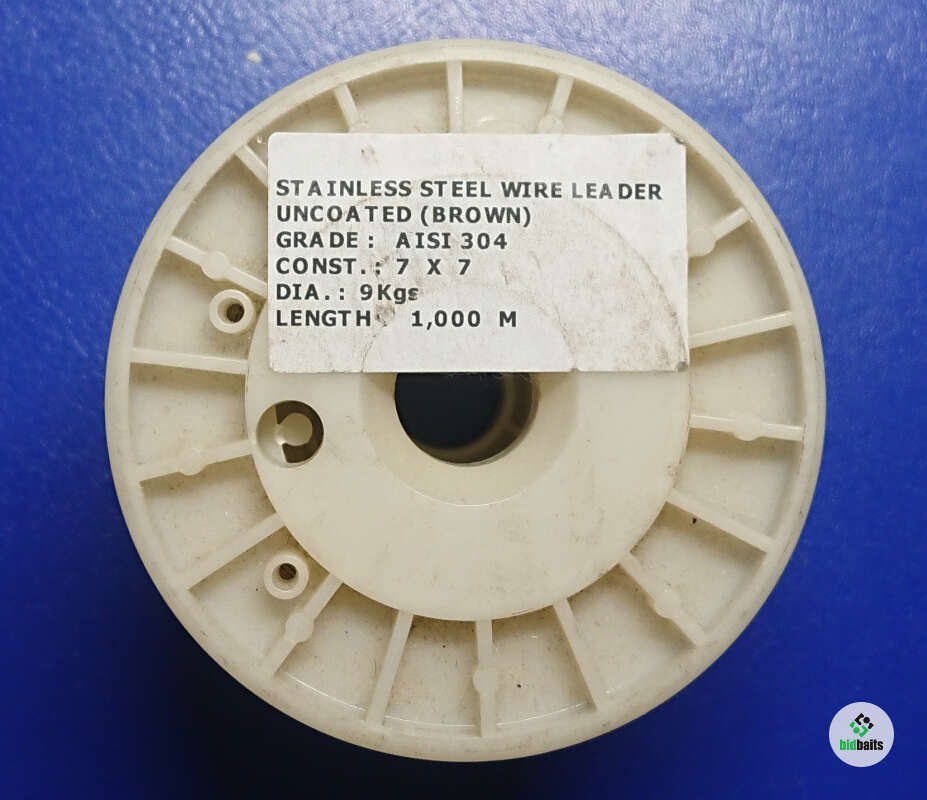 STAINLESS STEEL WIRE LEADER
UNCOATED (BROWN)
GRADE : AISI 304
CONST. : 7 X 7
DIA. : 9Kgs
LENGTH 1,000 M
bidbaits